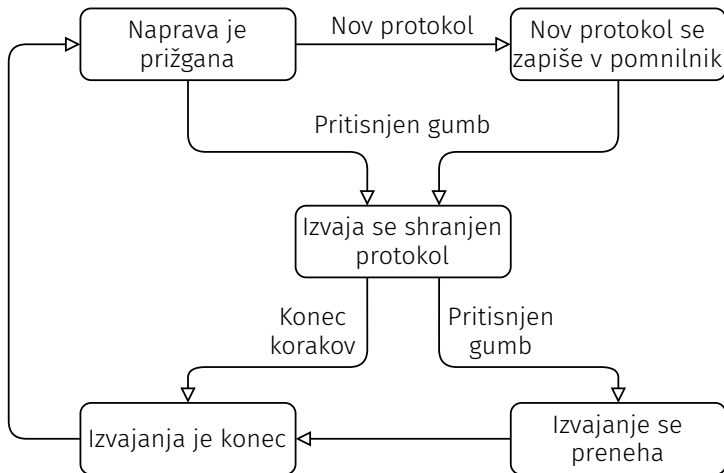 Naprava je
prižgana
Nov protokol
Nov protokol se
zapiše v pomnilnik
Pritisnjen gumb
Izvaja se shranjen
protokol
Konec
korakov
Pritisnjen
gumb
Izvajanja je konec
Izvajanje se
preneha